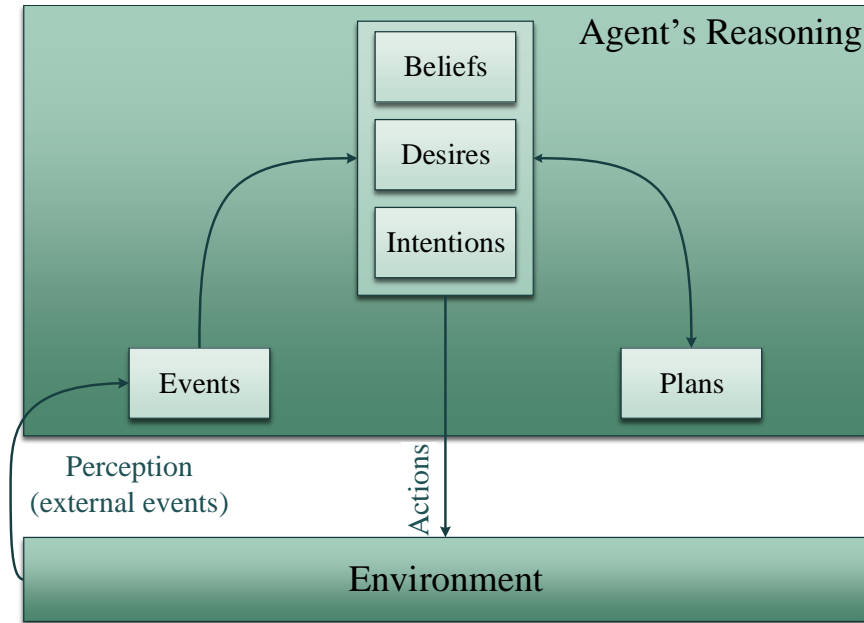 Agent’s Reasoning
Beliefs
Desires
Intentions
Events
Plans
Perception
(external events)
Actions
Environment